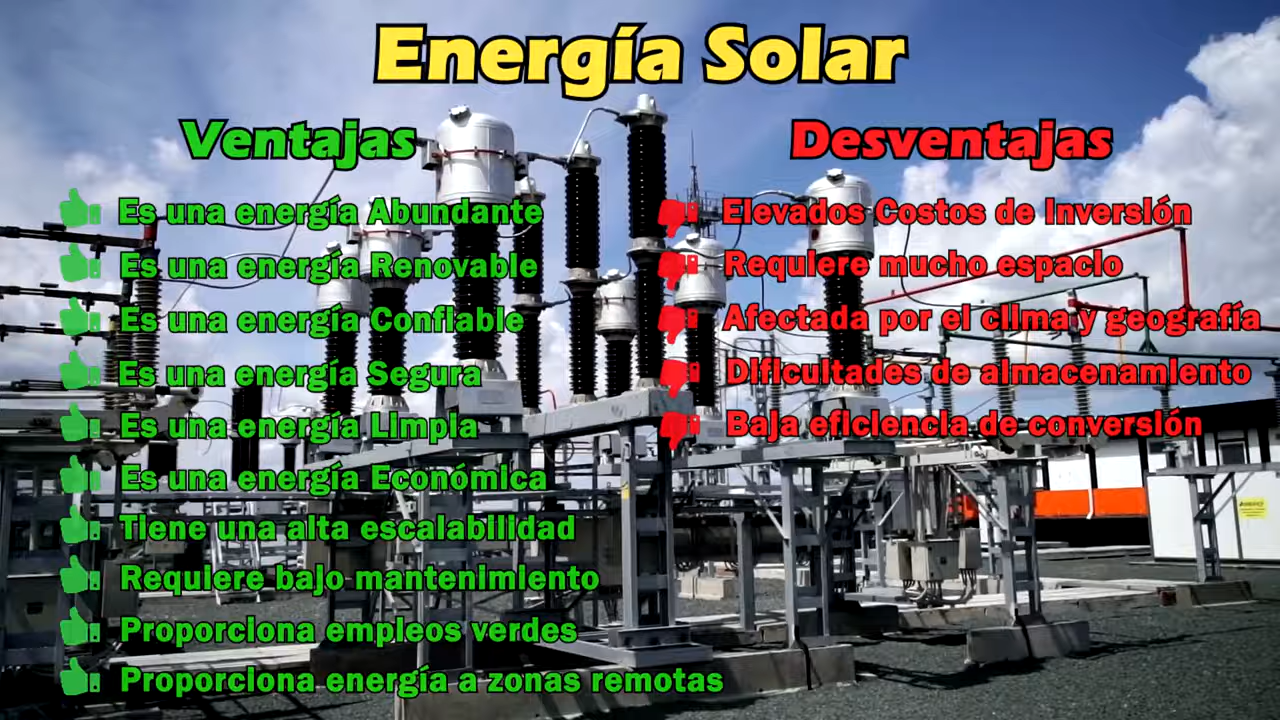 Energía Solar
Ventajas
Es una energía Abundante
Es una energía Renovable
Es una energía Confiable
Es una energía Segura
Es una energía Limpia
Es una energía Económica
Tiene una alta escalabilidad
Requiere bajo mantenimiento
Proporciona empleos verdes
Proporciona energía a zonas remotas
Desventajas
Elevados Costos de Inversión
Requiere mucho espacio
Afectada por el clima y geografía
Dificultades de almacenamiento
Baja eficiencia de conversión